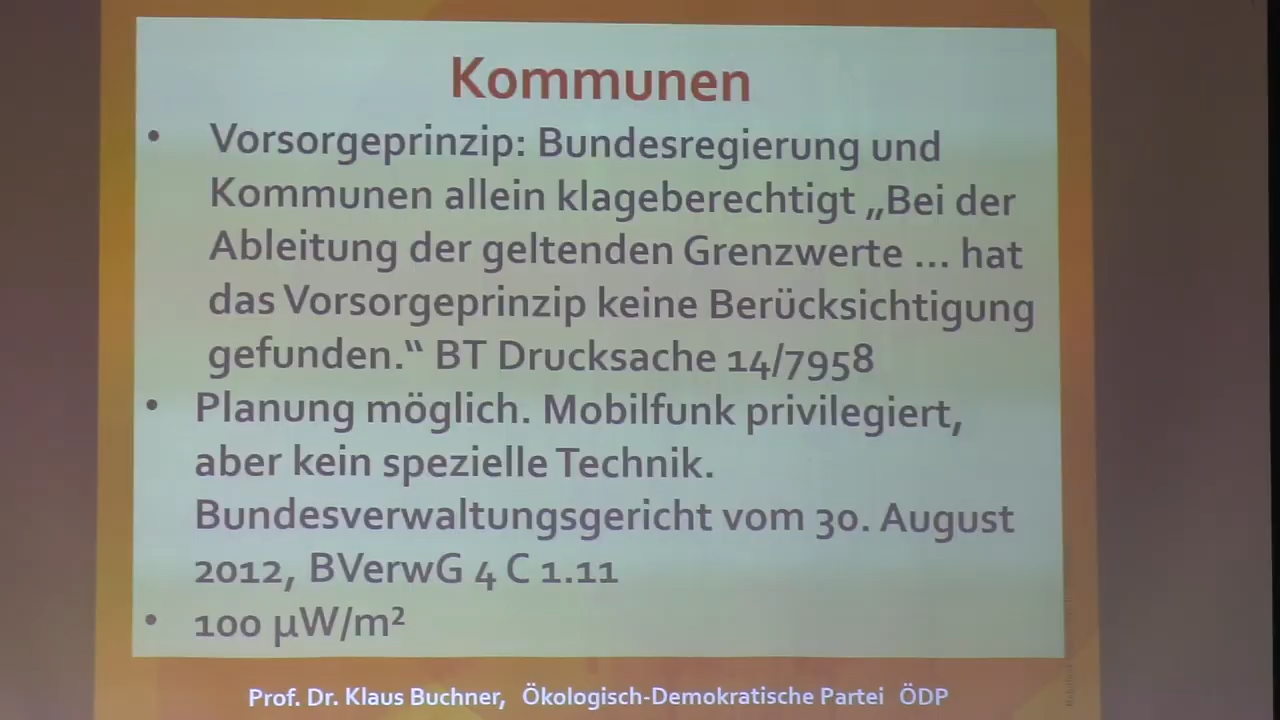 Kommunen
• Vorsorgeprinzip: Bundesregierung und
Kommunen allein klageberechtigt „Bei der
Ableitung der geltenden Grenzwerte ... hat
das Vorsorgeprinzip keine Berücksichtigung
gefunden.“ BT Drucksache 14/7958
• Planung möglich. Mobilfunk privilegiert,
aber kein spezielle Technik.
Bundesverwaltungsgericht vom 30. August
2012, BVerwG 4 C 1.11
• 100 µW/m²
Prof. Dr. Klaus Buchner, Ökologisch-Demokratische Partei ÖDP